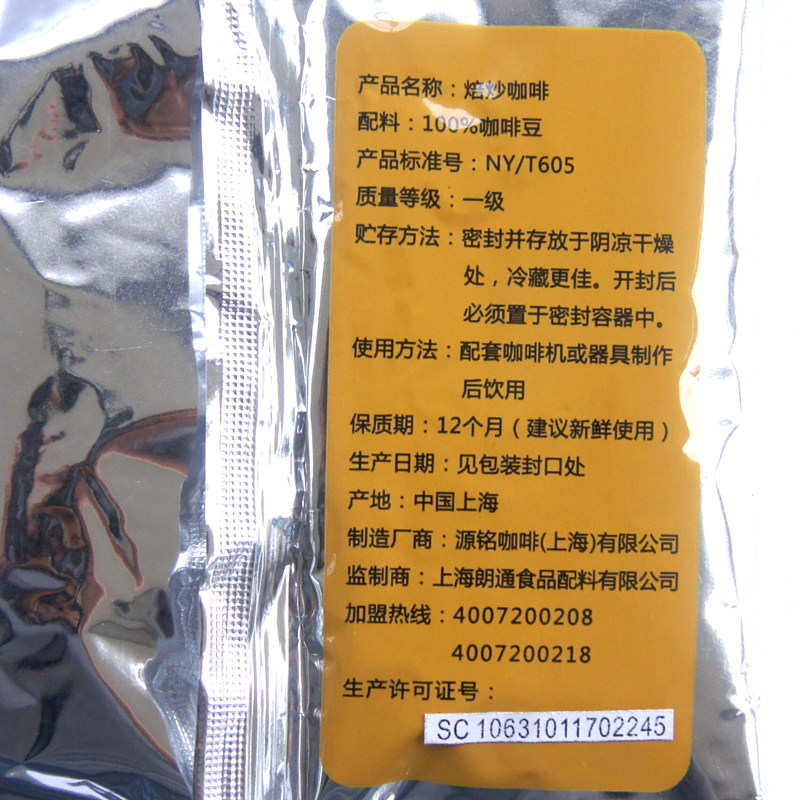 产品名称：焙炒咖啡
配料：100%咖啡豆
产品标准号：NY/T605
质量等级：一级
贮存方法：密封并存放于阴凉干燥
处，冷藏更佳。开封后
必须置于密封容器中。
使用方法：配套咖啡机或器具制作
后饮用
保质期：12个月（建议新鲜使用）
生产日期：见包装封口处
产地：中国上海
制造厂商：源铭咖啡(上海)有限公司
监制商：上海朗通食品配料有限公司
加盟热线：4007200208
4007200218
生产许可证号：
SC 10631011702245